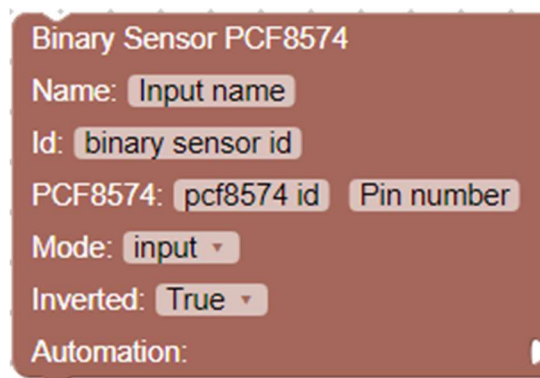 Binary Sensor PCF8574
Name: Input name
Id: binary sensor id
PCF8574: pcf8574 id Pin number
Mode: input
Inverted: True
Automation: